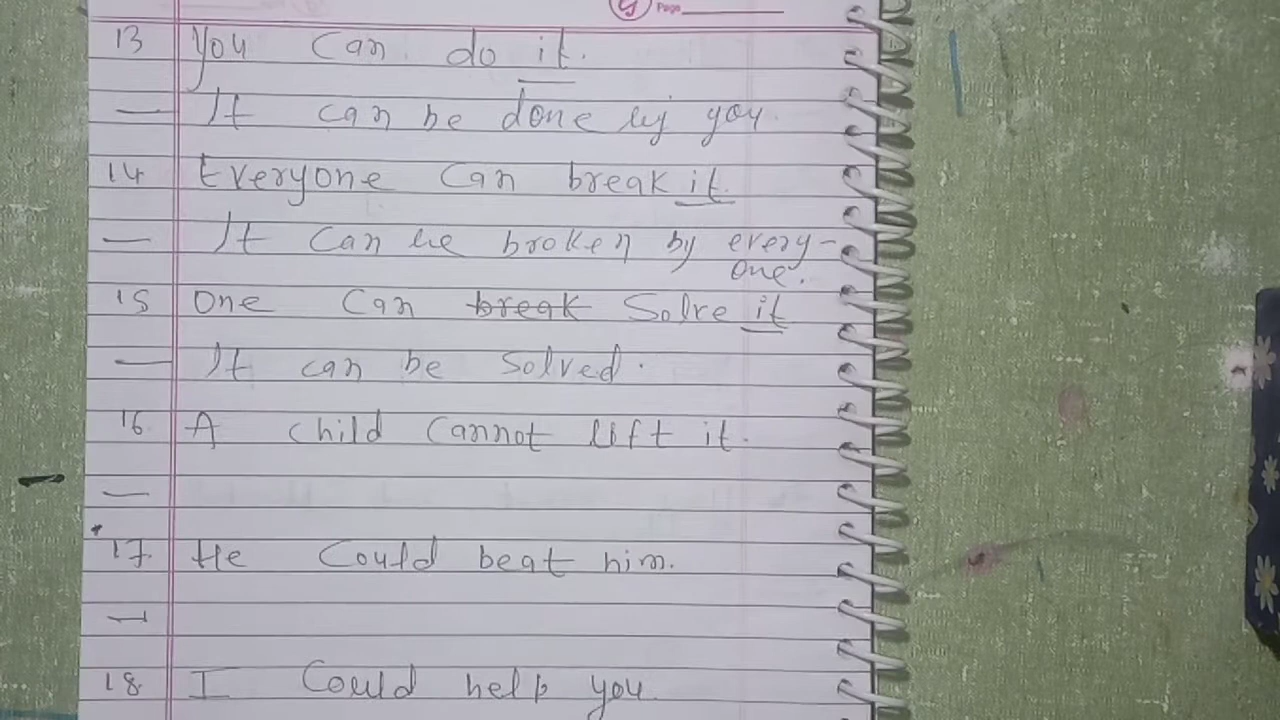 Page
13 You can do it.
— It can be done by you.
14 Everyone can break it.
— It can be broken by every-
one.
15 One can break Solve it
— It can be solved.
16 A child cannot lift it.
—
17. He could beat him.
—
18 I could help you.